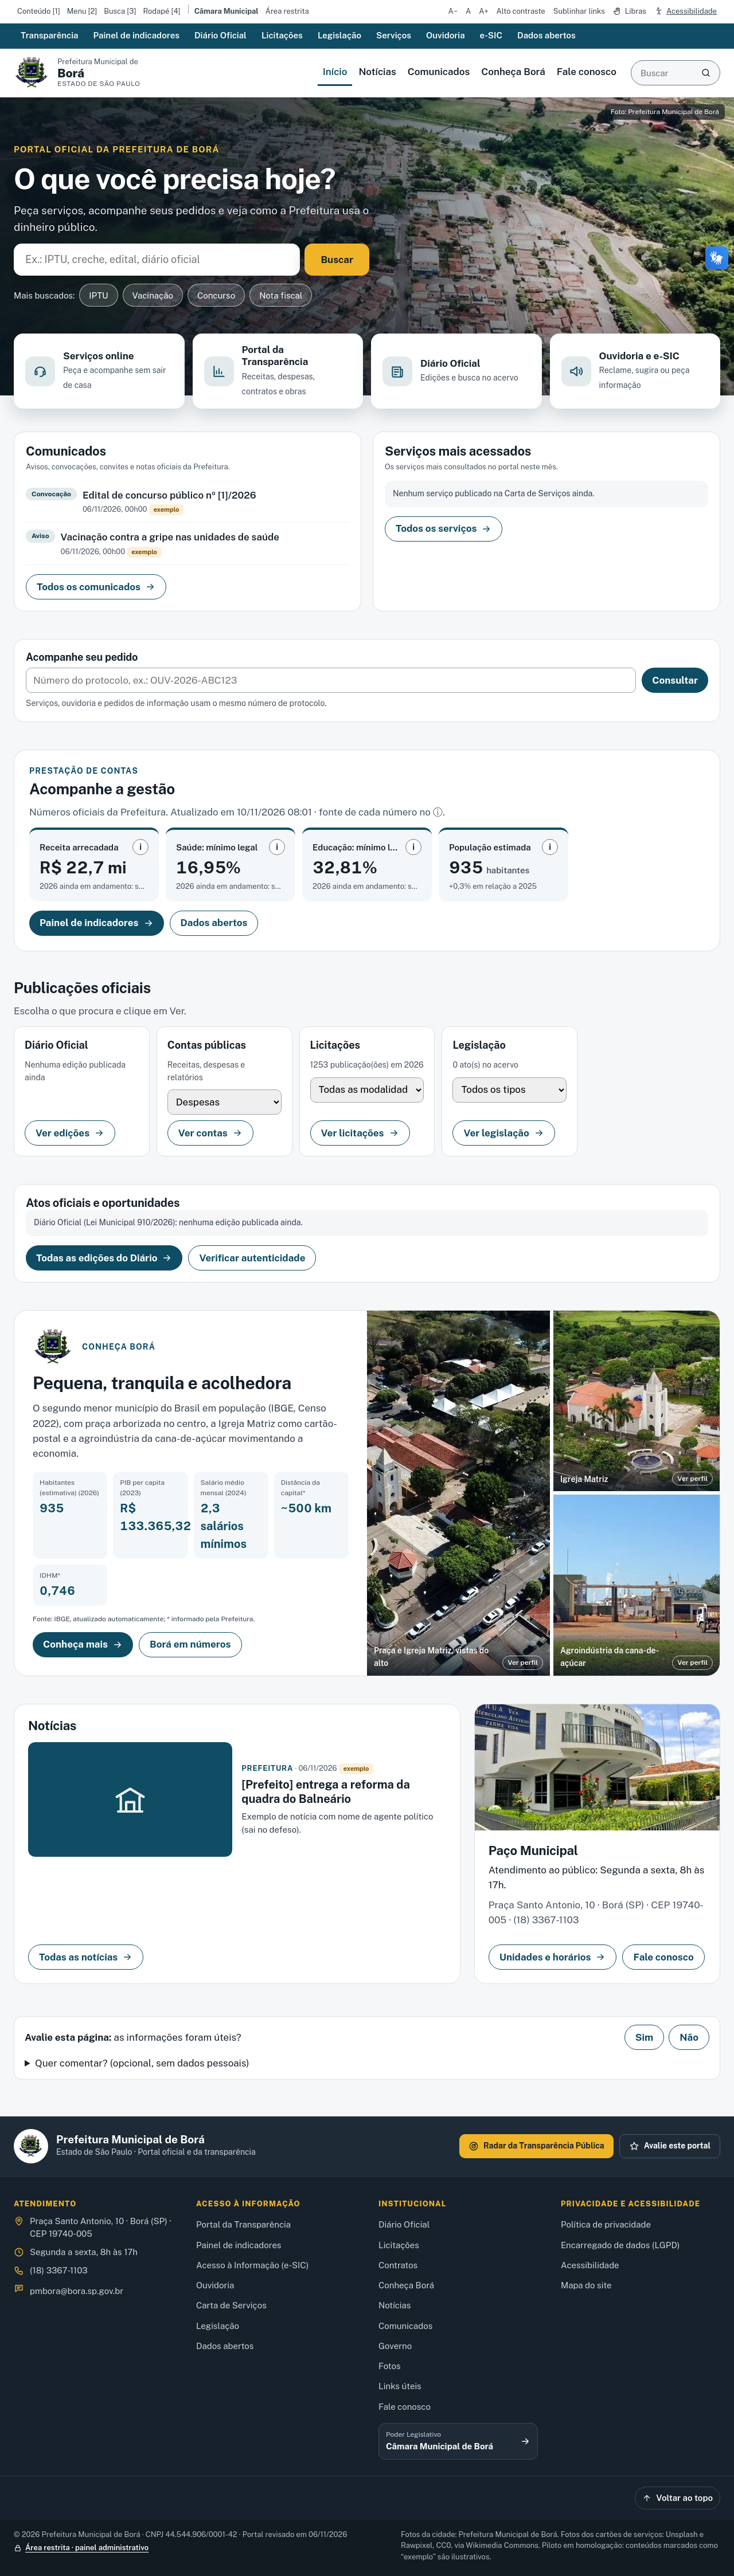 Conteúdo [1] Menu [2] Busca [3] Rodapé [4] Câmara Municipal Área restrita A− A A+ Alto contraste Sublinhar links Libras Acessibilidade
Transparência Painel de indicadores Diário Oficial Licitações Legislação Serviços Ouvidoria e-SIC Dados abertos
Prefeitura Municipal de
Borá
ESTADO DE SÃO PAULO
Início Notícias Comunicados Conheça Borá Fale conosco Buscar
Foto: Prefeitura Municipal de Borá
PORTAL OFICIAL DA PREFEITURA DE BORÁ
O que você precisa hoje?
Peça serviços, acompanhe seus pedidos e veja como a Prefeitura usa o
dinheiro público.
Ex.: IPTU, creche, edital, diário oficial Buscar
Mais buscados: IPTU Vacinação Concurso Nota fiscal
Serviços online
Peça e acompanhe sem sair
de casa
Portal da
Transparência
Receitas, despesas,
contratos e obras
Diário Oficial
Edições e busca no acervo
Ouvidoria e e-SIC
Reclame, sugira ou peça
informação
Comunicados
Avisos, convocações, convites e notas oficiais da Prefeitura.
Convocação Edital de concurso público nº [1]/2026
06/11/2026, 00h00 exemplo
Aviso Vacinação contra a gripe nas unidades de saúde
06/11/2026, 00h00 exemplo
Todos os comunicados →
Serviços mais acessados
Os serviços mais consultados no portal neste mês.
Nenhum serviço publicado na Carta de Serviços ainda.
Todos os serviços →
Acompanhe seu pedido
Número do protocolo, ex.: OUV-2026-ABC123 Consultar
Serviços, ouvidoria e pedidos de informação usam o mesmo número de protocolo.
PRESTAÇÃO DE CONTAS
Acompanhe a gestão
Números oficiais da Prefeitura. Atualizado em 10/11/2026 08:01 · fonte de cada número no ⓘ.
Receita arrecadada i
R$ 22,7 mi
2026 ainda em andamento: s...
Saúde: mínimo legal i
16,95%
2026 ainda em andamento: s...
Educação: mínimo l... i
32,81%
2026 ainda em andamento: s...
População estimada i
935 habitantes
+0,3% em relação a 2025
Painel de indicadores → Dados abertos
Publicações oficiais
Escolha o que procura e clique em Ver.
Diário Oficial
Nenhuma edição publicada
ainda
Ver edições →
Contas públicas
Receitas, despesas e
relatórios
Despesas
Ver contas →
Licitações
1253 publicação(ões) em 2026
Todas as modalidad
Ver licitações →
Legislação
0 ato(s) no acervo
Todos os tipos
Ver legislação →
Atos oficiais e oportunidades
Diário Oficial (Lei Municipal 910/2026): nenhuma edição publicada ainda.
Todas as edições do Diário → Verificar autenticidade
CONHEÇA BORÁ
Pequena, tranquila e acolhedora
O segundo menor município do Brasil em população (IBGE, Censo
2022), com praça arborizada no centro, a Igreja Matriz como cartão-
postal e a agroindústria da cana-de-açúcar movimentando a
economia.
Habitantes
(estimativa) (2026)
935
PIB per capita
(2023)
R$
133.365,32
Salário médio
mensal (2024)
2,3
salários
mínimos
Distância da
capital*
~500 km
IDHM*
0,746
Fonte: IBGE, atualizado automaticamente; * informado pela Prefeitura.
Conheça mais → Borá em números
Praça e Igreja Matriz, vistas do
alto
Ver perfil
Igreja Matriz Ver perfil
Agroindústria da cana-de-
açúcar
Ver perfil
Notícias
PREFEITURA · 06/11/2026 exemplo
[Prefeito] entrega a reforma da
quadra do Balneário
Exemplo de notícia com nome de agente político
(sai no defeso).
Todas as notícias →
PAÇO MUNICIPAL
Paço Municipal
Atendimento ao público: Segunda a sexta, 8h às
17h.
Praça Santo Antonio, 10 · Borá (SP) · CEP 19740-
005 · (18) 3367-1103
Unidades e horários → Fale conosco
Avalie esta página: as informações foram úteis? Sim Não
Quer comentar? (opcional, sem dados pessoais)
Prefeitura Municipal de Borá
Estado de São Paulo · Portal oficial e da transparência
Radar da Transparência Pública Avalie este portal
ATENDIMENTO
Praça Santo Antonio, 10 · Borá (SP) ·
CEP 19740-005
Segunda a sexta, 8h às 17h
(18) 3367-1103
pmbora@bora.sp.gov.br
ACESSO À INFORMAÇÃO
Portal da Transparência
Painel de indicadores
Acesso à Informação (e-SIC)
Ouvidoria
Carta de Serviços
Legislação
Dados abertos
INSTITUCIONAL
Diário Oficial
Licitações
Contratos
Conheça Borá
Notícias
Comunicados
Governo
Fotos
Links úteis
Fale conosco
Poder Legislativo
Câmara Municipal de Borá →
PRIVACIDADE E ACESSIBILIDADE
Política de privacidade
Encarregado de dados (LGPD)
Acessibilidade
Mapa do site
↑ Voltar ao topo
© 2026 Prefeitura Municipal de Borá · CNPJ 44.544.906/0001-42 · Portal revisado em 06/11/2026
Área restrita · painel administrativo
Fotos da cidade: Prefeitura Municipal de Borá. Fotos dos cartões de serviços: Unsplash e
Rawpixel, CC0, via Wikimedia Commons. Piloto em homologação: conteúdos marcados como
"exemplo" são ilustrativos.